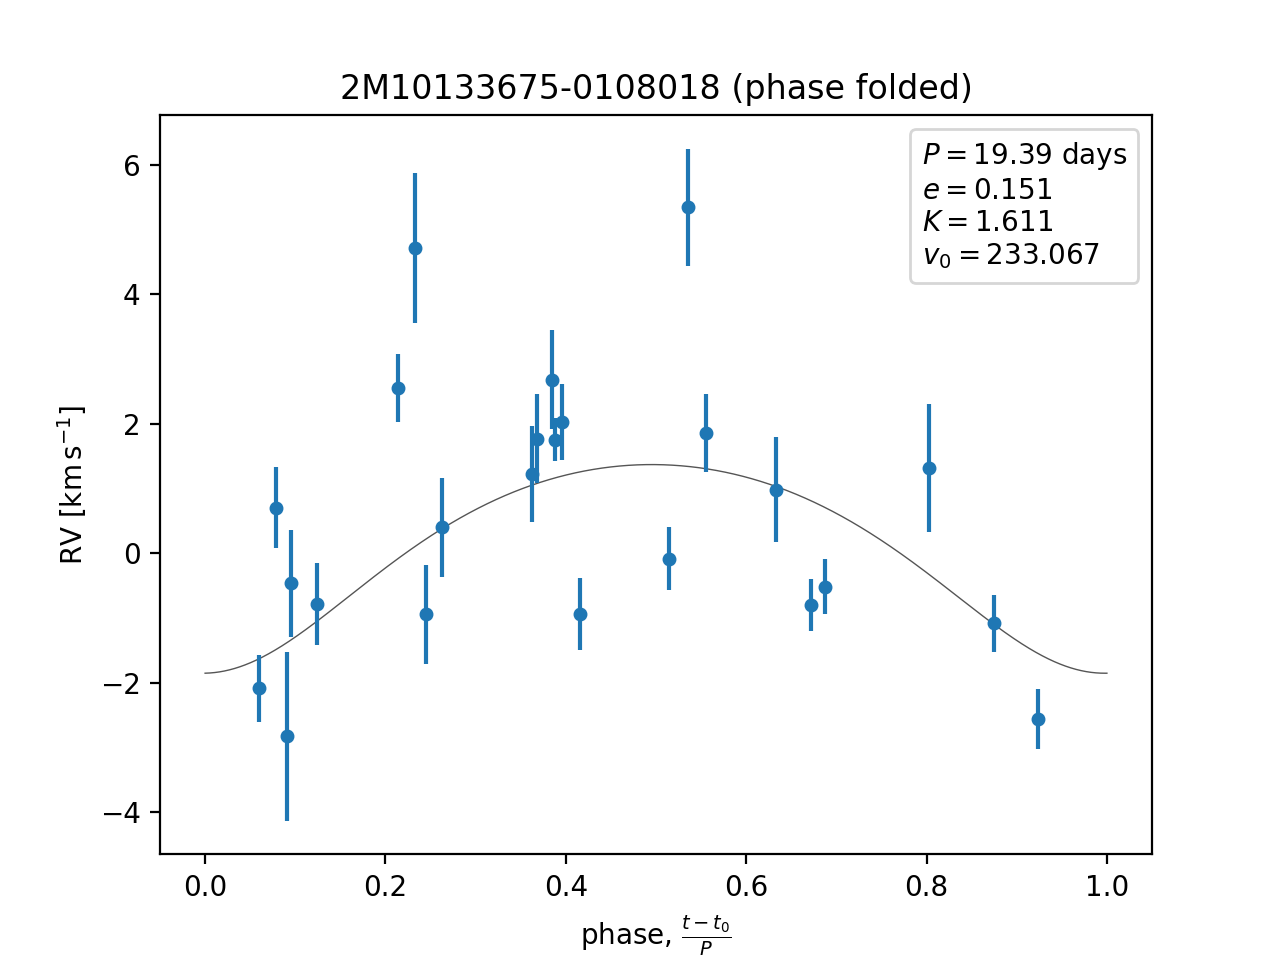 2M10133675-0108018 (phase folded)
P = 19.39 days
e = 0.151
K = 1.611
v₀ = 233.067
RV [km s⁻¹]
6
4
2
0
−2
−4
0.0 0.2 0.4 0.6 0.8 1.0
phase, (t − t₀)/P